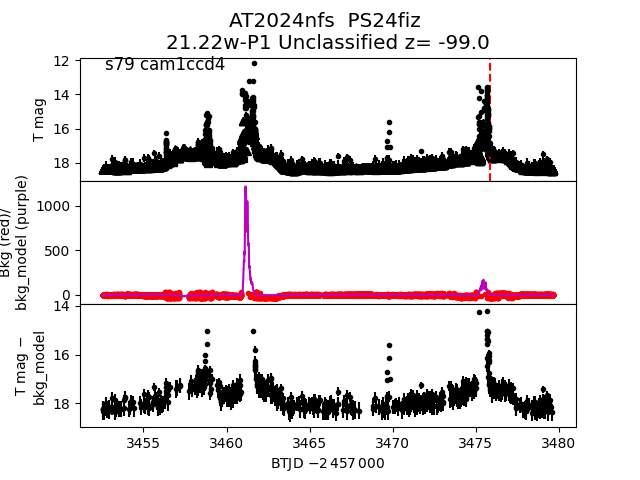 AT2024nfs  PS24fiz
21.22w-P1 Unclassified z= -99.0
s79 cam1ccd4
12
14
16
18
T mag
1000
500
0
Bkg (red)/
bkg_model (purple)
14
16
18
T mag −
bkg_model
3455 3460 3465 3470 3475 3480
BTJD −2 457 000